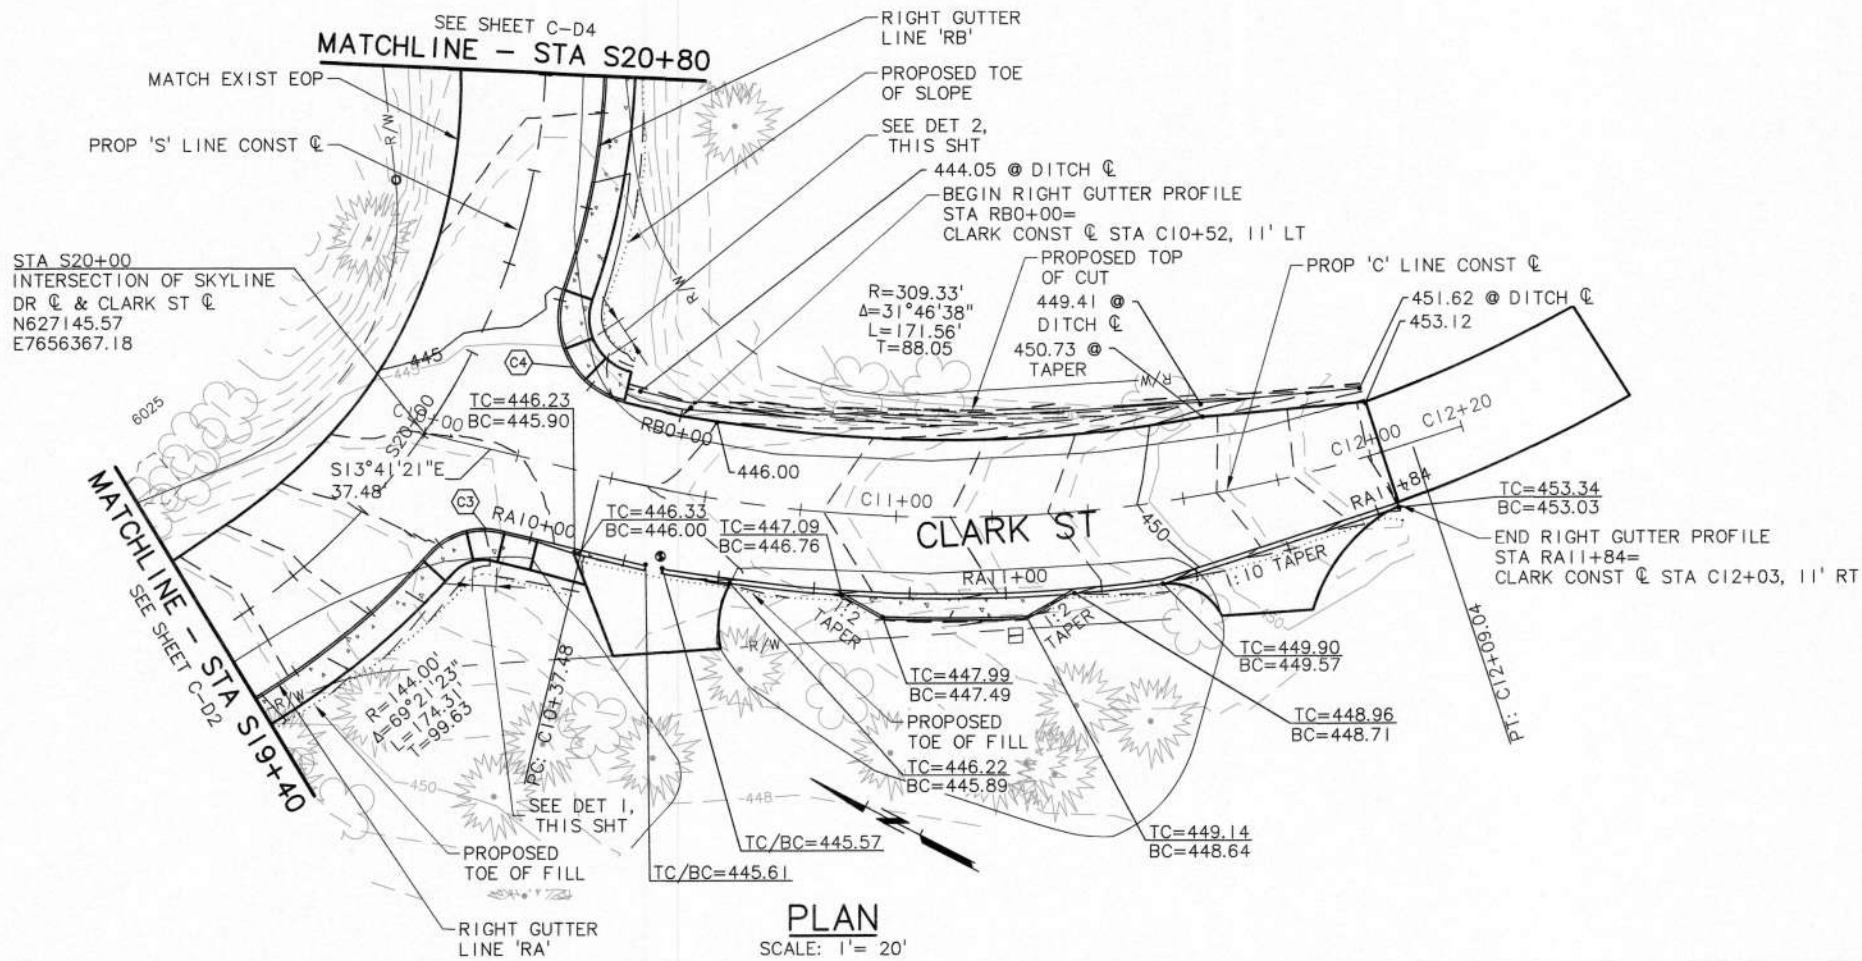 SEE SHEET C-D4
MATCHLINE – STA S20+80
MATCH EXIST EOP
PROP 'S' LINE CONST ℄
R/W
RIGHT GUTTER
LINE 'RB'
PROPOSED TOE
OF SLOPE
SEE DET 2,
THIS SHT
444.05 @ DITCH ℄
BEGIN RIGHT GUTTER PROFILE
STA RB0+00=
CLARK CONST ℄ STA C10+52, 11' LT
PROPOSED TOP
OF CUT
PROP 'C' LINE CONST ℄
R=309.33'
Δ=31°46'38"
L=171.56'
T=88.05
449.41 @
DITCH ℄
450.73 @
TAPER
451.62 @ DITCH ℄
453.12
STA S20+00
INTERSECTION OF SKYLINE
DR ℄ & CLARK ST ℄
N627145.57
E7656367.18
R/W
R/W
445
445
C4
6025
TC=446.23
BC=445.90
S20+00
RB0+00
446.00
C12+00
C12+20
S13°41'21"E
37.48'
C3
RA10+00
TC=446.33
BC=446.00
TC=447.09
BC=446.76
C11+00
CLARK ST
450
RA11+84
TC=453.34
BC=453.03
END RIGHT GUTTER PROFILE
STA RA11+84=
CLARK CONST ℄ STA C12+03, 11' RT
RA11+00
1:10 TAPER
450
MATCHLINE – STA S19+40
SEE SHEET C-D2
1:2
TAPER
1:2
TAPER
R/W
R/W
PC: C10+37.48
PT: C12+09.04
TC=449.90
BC=449.57
R=144.00'
Δ=69°21'23"
L=174.31'
T=99.63
TC=447.99
BC=447.49
TC=448.96
BC=448.71
PROPOSED
TOE OF FILL
TC=446.22
BC=445.89
450
448
SEE DET 1,
THIS SHT
TC=449.14
BC=448.64
TC/BC=445.57
TC/BC=445.61
PROPOSED
TOE OF FILL
RIGHT GUTTER
LINE 'RA'
PLAN
SCALE: 1'= 20'